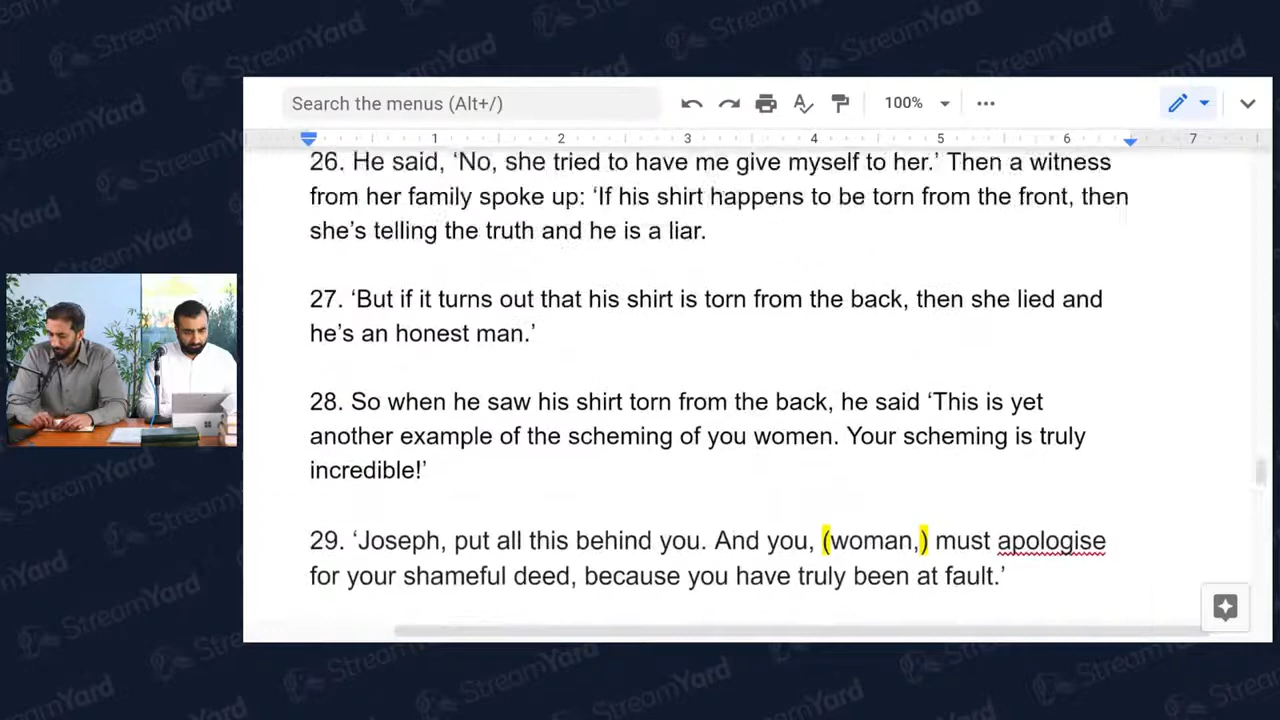 Search the menus (Alt+/)
100%
1 2 3 4 5 6 7
26. He said, ‘No, she tried to have me give myself to her.’ Then a witness
from her family spoke up: ‘If his shirt happens to be torn from the front, then
she’s telling the truth and he is a liar.
27. ‘But if it turns out that his shirt is torn from the back, then she lied and
he’s an honest man.’
28. So when he saw his shirt torn from the back, he said ‘This is yet
another example of the scheming of you women. Your scheming is truly
incredible!’
29. ‘Joseph, put all this behind you. And you, (woman,) must apologise
for your shameful deed, because you have truly been at fault.’
StreamYard